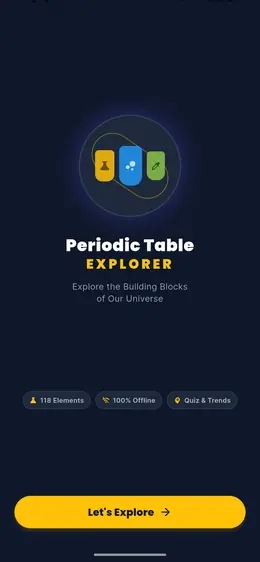 Periodic Table
EXPLORER
Explore the Building Blocks
of Our Universe
118 Elements
100% Offline
Quiz & Trends
Let's Explore →